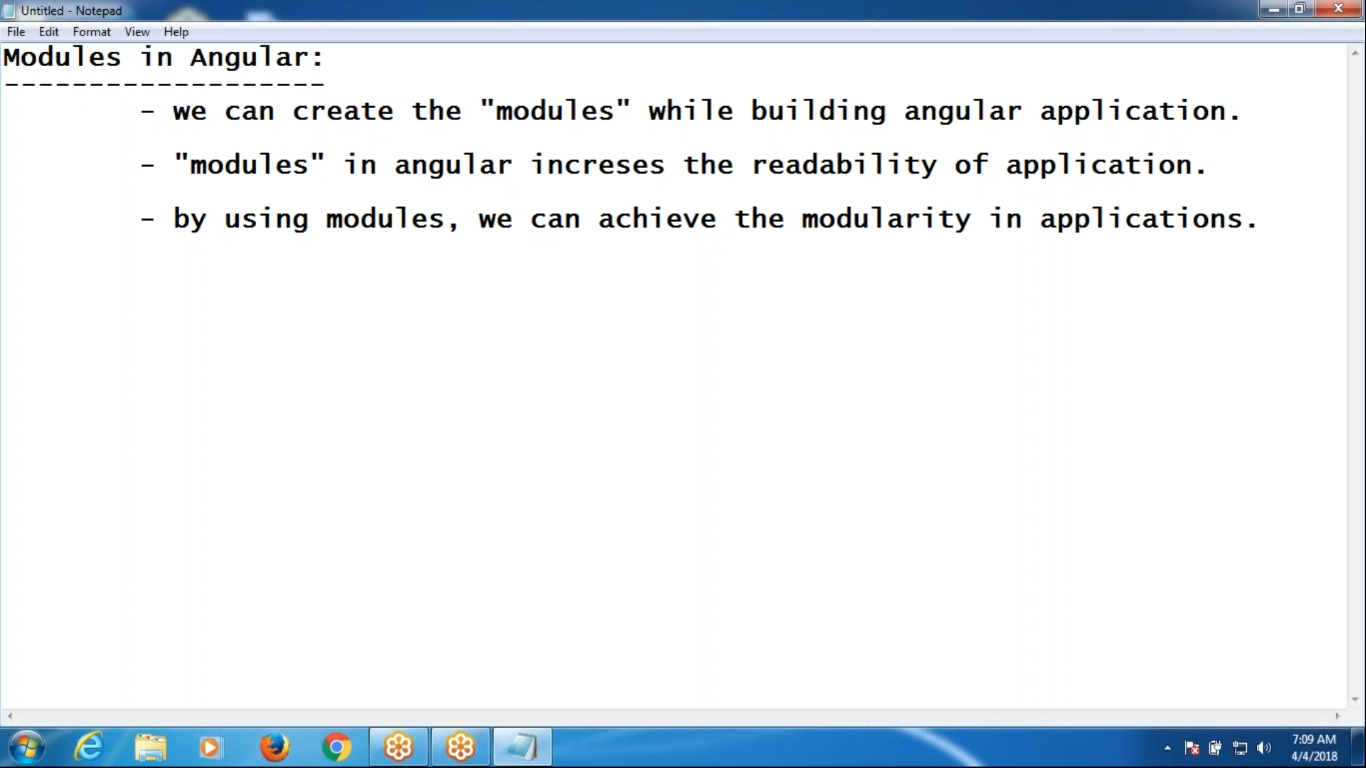 Untitled - Notepad
File Edit Format View Help
Modules in Angular:
-------------------
- we can create the "modules" while building angular application.
- "modules" in angular increses the readability of application.
- by using modules, we can achieve the modularity in applications.
7:09 AM
4/4/2018